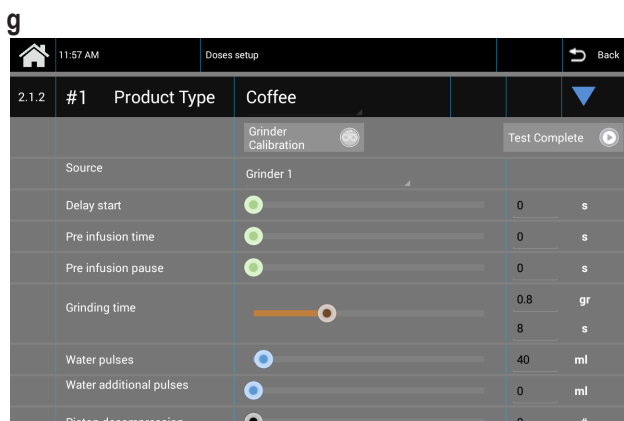 g
11:57 AM Doses setup Back
2.1.2 #1 Product Type Coffee
Grinder
Calibration
Test Complete
Source Grinder 1
Delay start 0 s
Pre infusion time 0 s
Pre infusion pause 0 s
Grinding time 0.8 gr
8 s
Water pulses 40 ml
Water additional pulses 0 ml